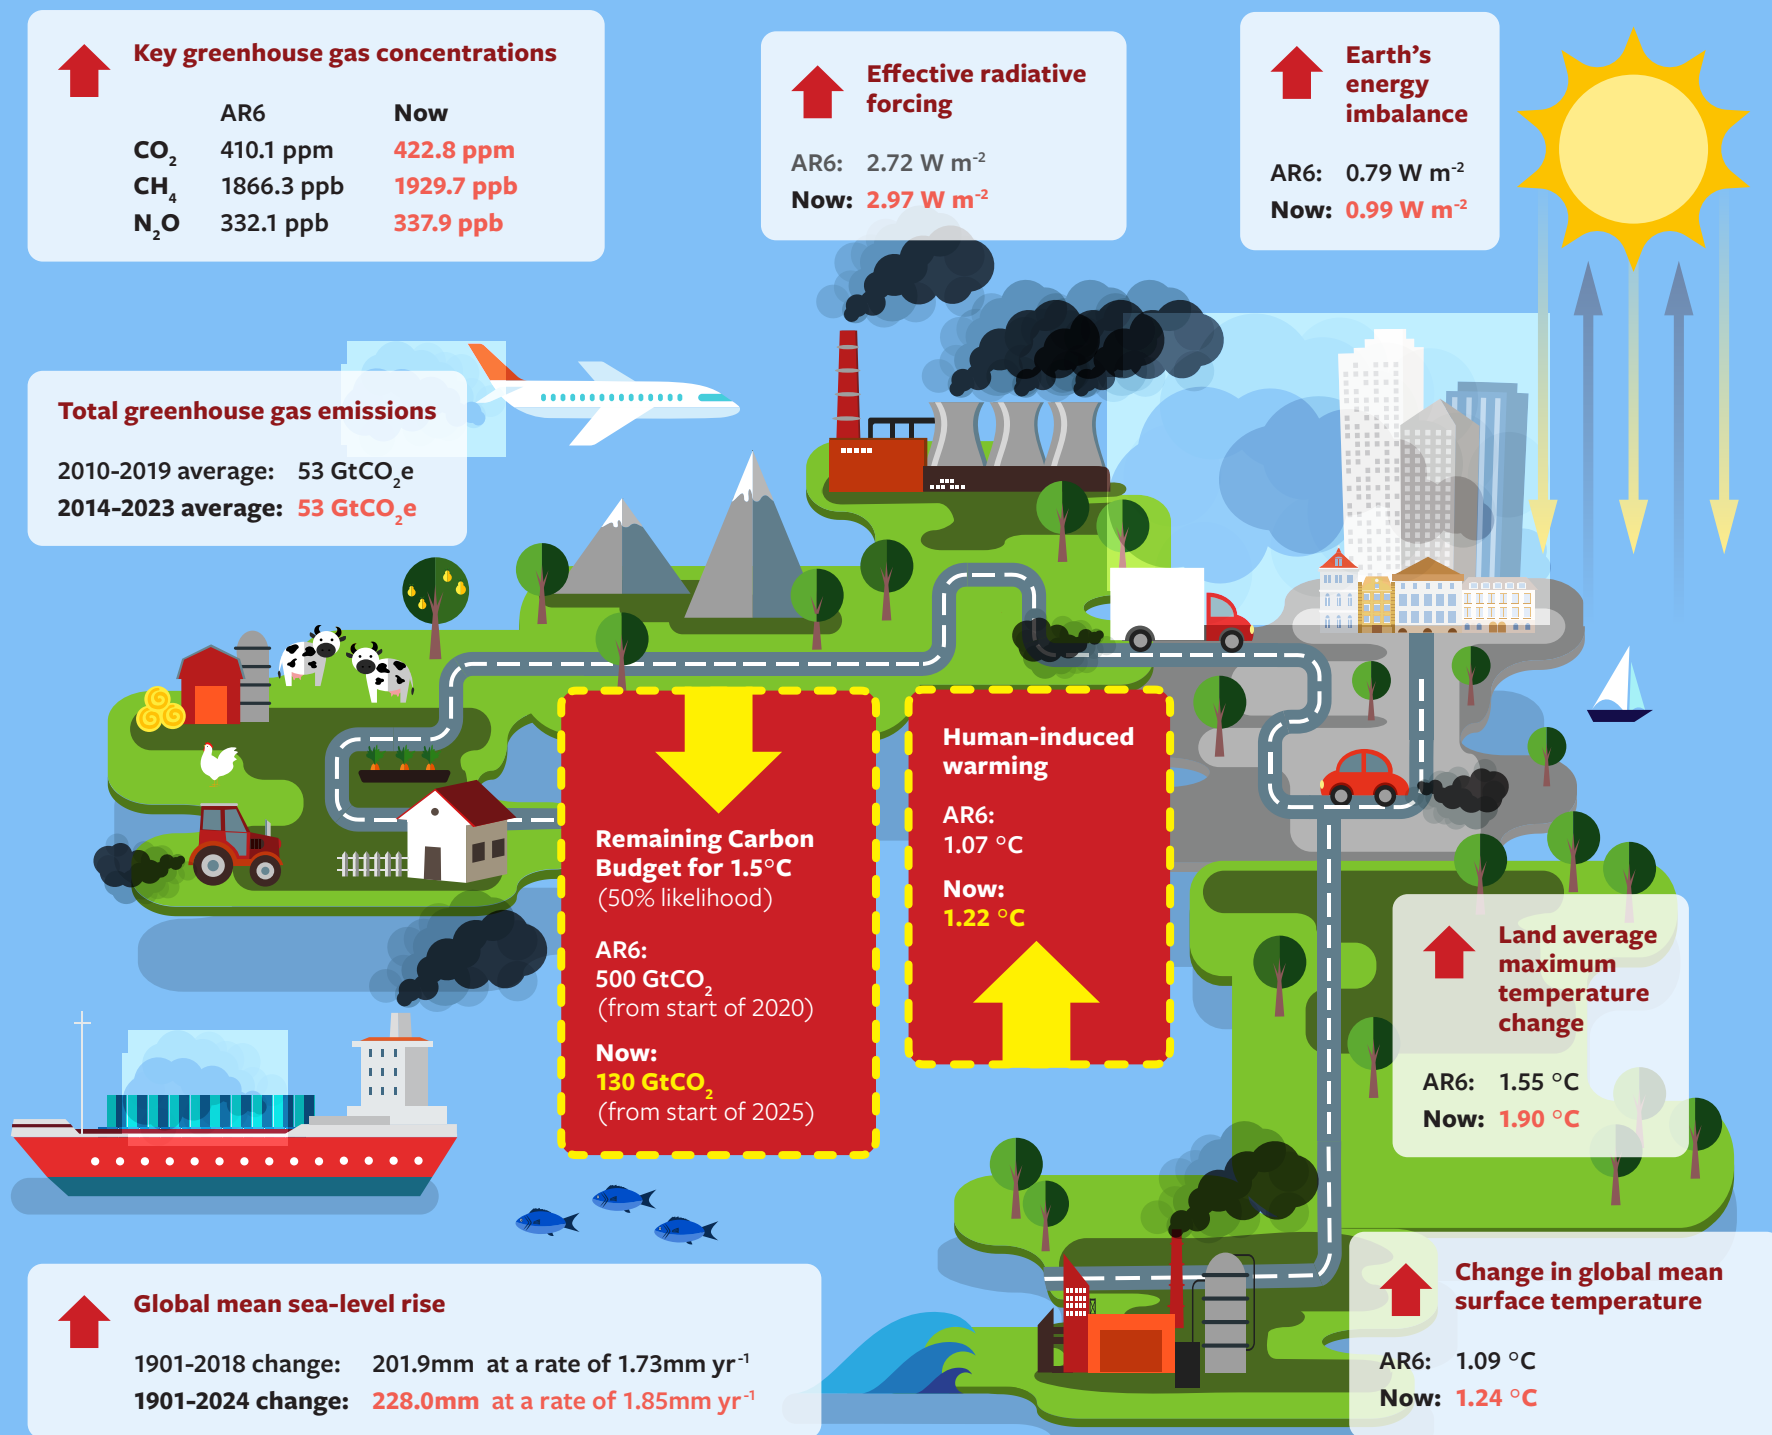 Key greenhouse gas concentrations
AR6 Now
CO₂ 410.1 ppm 422.8 ppm
CH₄ 1866.3 ppb 1929.7 ppb
N₂O 332.1 ppb 337.9 ppb
Effective radiative
forcing
AR6: 2.72 W m⁻²
Now: 2.97 W m⁻²
Earth's
energy
imbalance
AR6: 0.79 W m⁻²
Now: 0.99 W m⁻²
Total greenhouse gas emissions
2010-2019 average: 53 GtCO₂e
2014-2023 average: 53 GtCO₂e
Remaining Carbon
Budget for 1.5°C
(50% likelihood)
AR6:
500 GtCO₂
(from start of 2020)
Now:
130 GtCO₂
(from start of 2025)
Human-induced
warming
AR6:
1.07 °C
Now:
1.22 °C
Land average
maximum
temperature
change
AR6: 1.55 °C
Now: 1.90 °C
Global mean sea-level rise
1901-2018 change: 201.9mm at a rate of 1.73mm yr⁻¹
1901-2024 change: 228.0mm at a rate of 1.85mm yr⁻¹
Change in global mean
surface temperature
AR6: 1.09 °C
Now: 1.24 °C